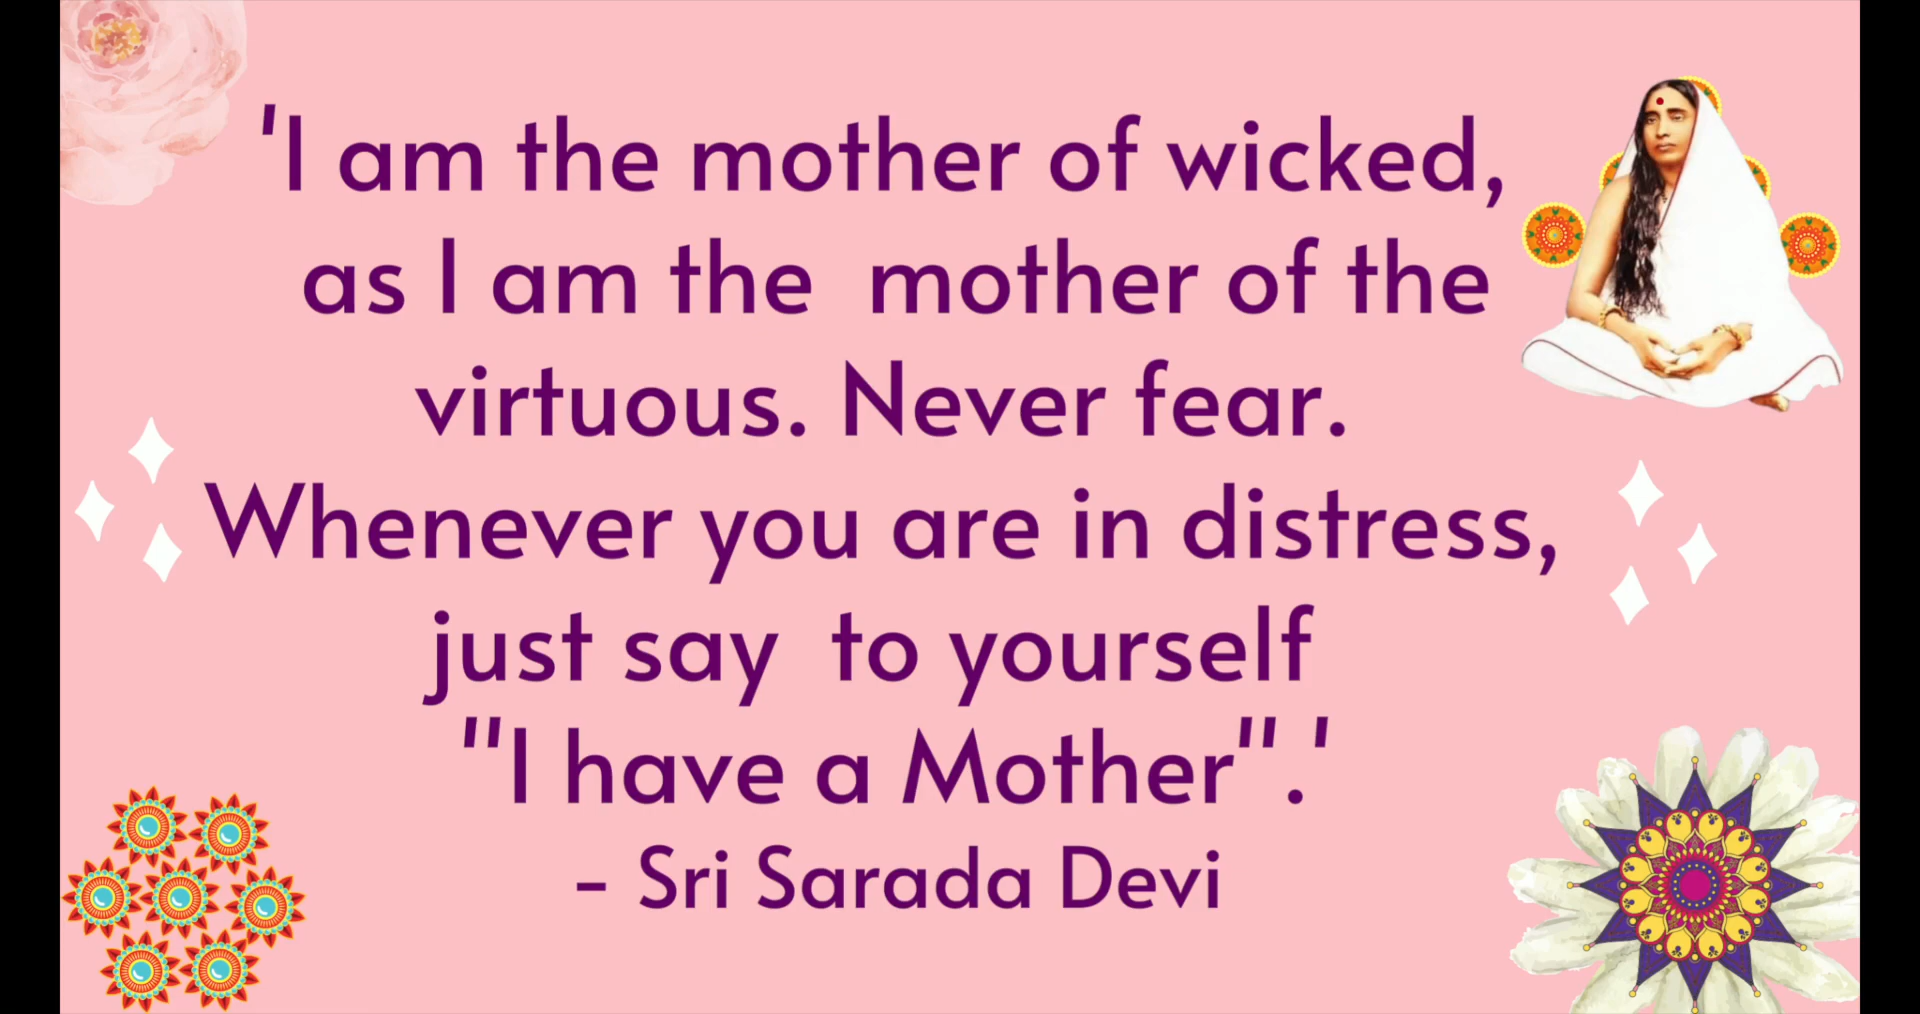 'I am the mother of wicked,
as I am the  mother of the
virtuous. Never fear.
Whenever you are in distress,
just say  to yourself
"I have a Mother".'
- Sri Sarada Devi